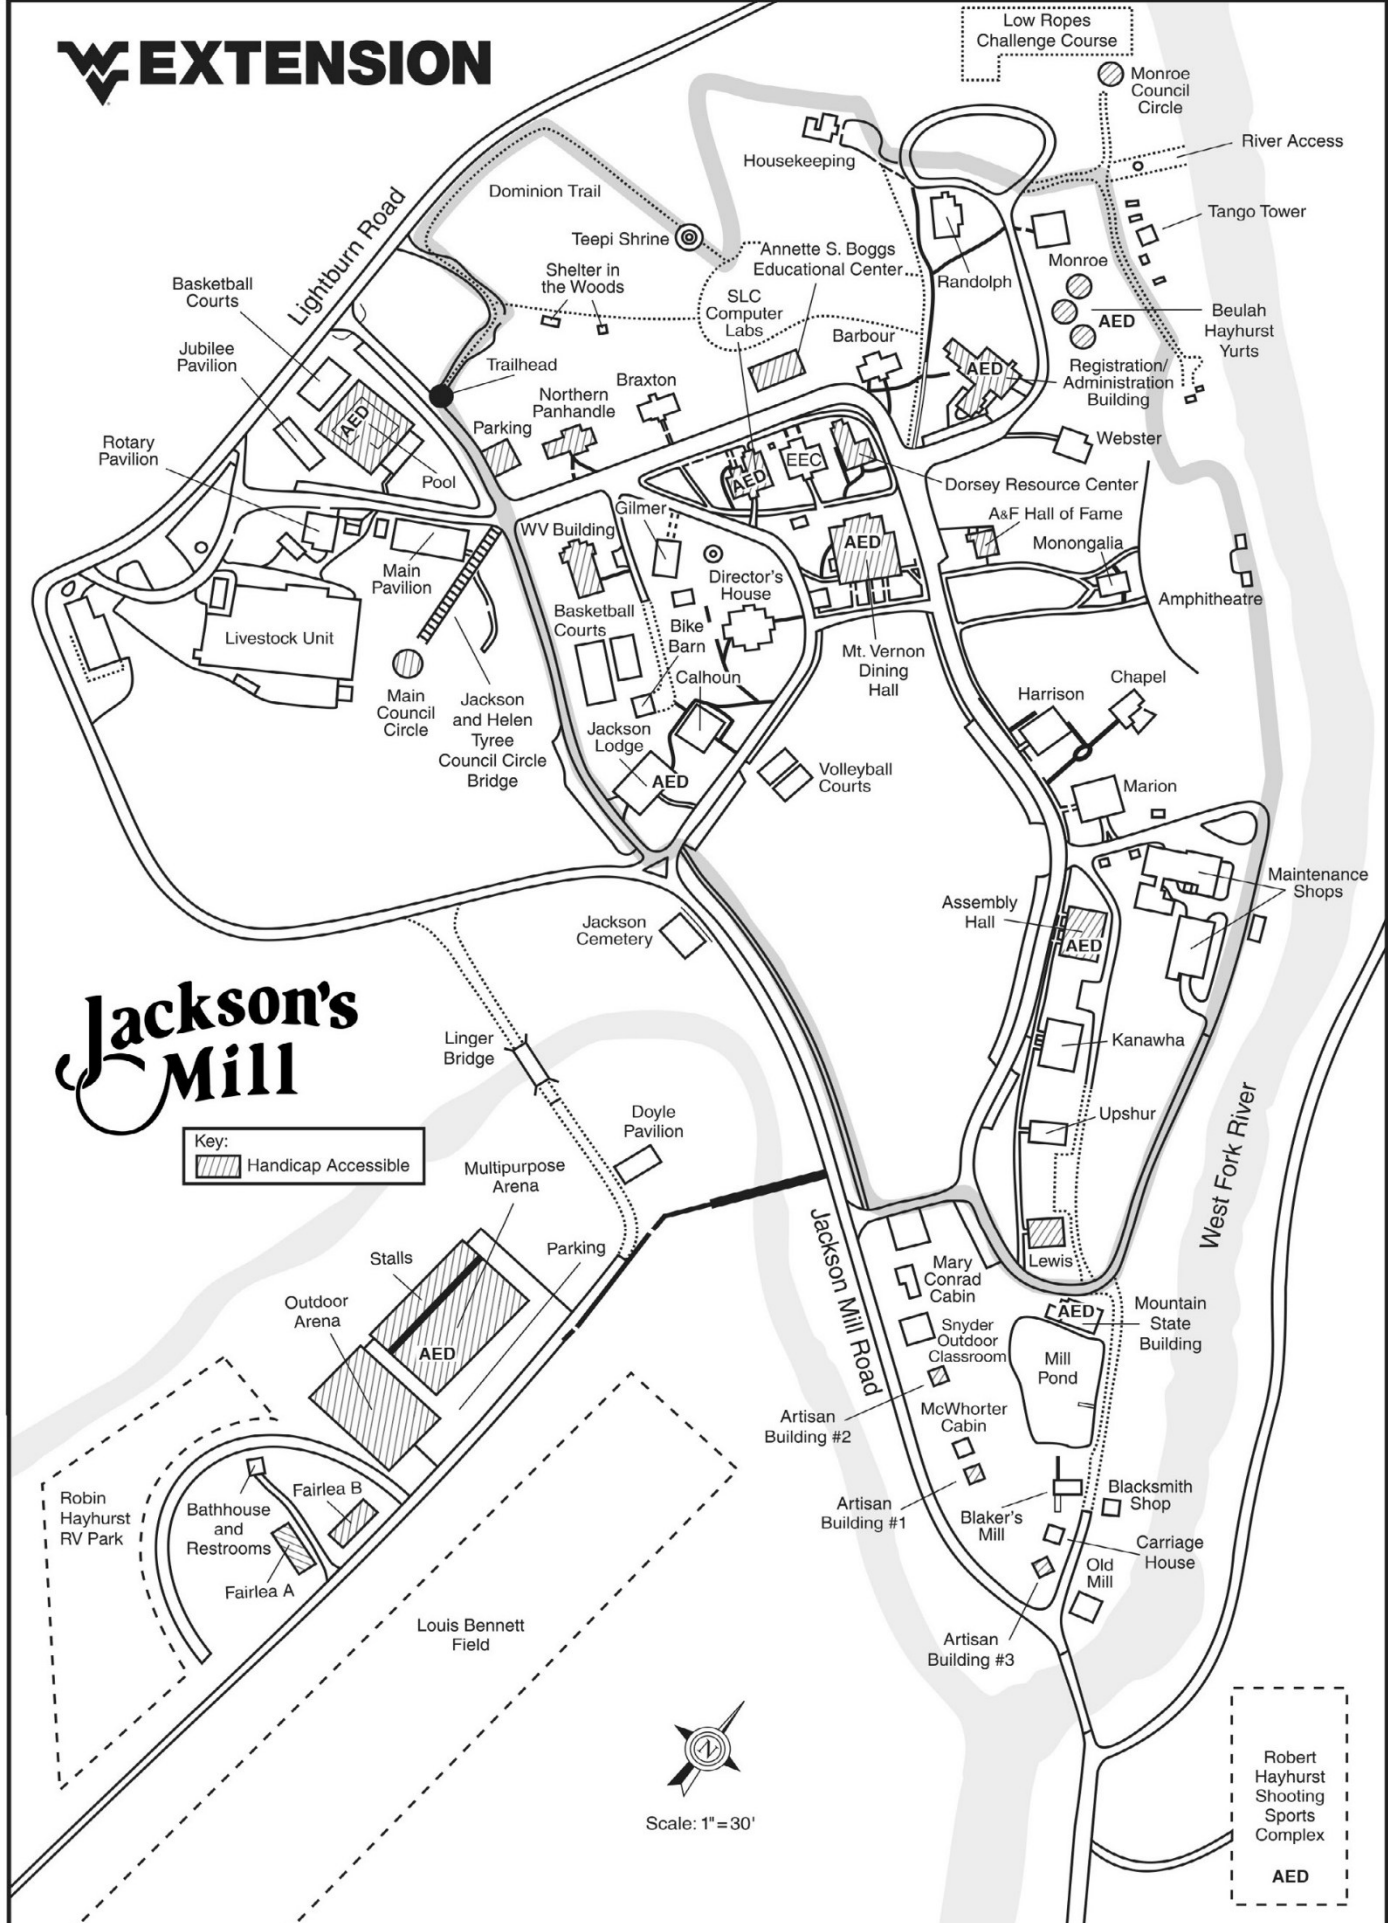 WV EXTENSION
Low Ropes
Challenge Course
Monroe
Council
Circle
River Access
Housekeeping
Dominion Trail
Tango Tower
Teepi Shrine
Annette S. Boggs
Educational Center
Monroe
Lightburn Road
Shelter in
the Woods
Randolph
Basketball
Courts
SLC
Computer
Labs
Beulah
Hayhurst
Yurts
AED
Barbour
Jubilee
Pavilion
Trailhead
AED
Registration/
Administration
Building
Northern
Panhandle
Braxton
AED
Parking
Rotary
Pavilion
Webster
EEC
AED
Pool
Dorsey Resource Center
Gilmer
A&F Hall of Fame
WV Building
AED
Monongalia
Main
Pavilion
Director's
House
Amphitheatre
Basketball
Courts
Livestock Unit
Bike
Barn
Mt. Vernon
Dining
Hall
Calhoun
Chapel
Harrison
Main
Council
Circle
Jackson
and Helen
Tyree
Council Circle
Bridge
Jackson
Lodge
AED
Volleyball
Courts
Marion
Maintenance
Shops
Assembly
Hall
AED
Jackson
Cemetery
Jackson's
Mill
Linger
Bridge
Kanawha
Doyle
Pavilion
Upshur
Key:
Handicap Accessible
West Fork River
Multipurpose
Arena
Jackson Mill Road
Parking
Stalls
Lewis
Mary
Conrad
Cabin
Outdoor
Arena
AED
Mountain
State
Building
Snyder
Outdoor
Classroom
AED
Mill
Pond
Artisan
Building #2
McWhorter
Cabin
Robin
Hayhurst
RV Park
Bathhouse
and
Restrooms
Fairlea B
Blacksmith
Shop
Artisan
Building #1
Blaker's
Mill
Carriage
House
Fairlea A
Old
Mill
Louis Bennett
Field
Artisan
Building #3
N
Scale: 1"=30'
Robert
Hayhurst
Shooting
Sports
Complex
AED